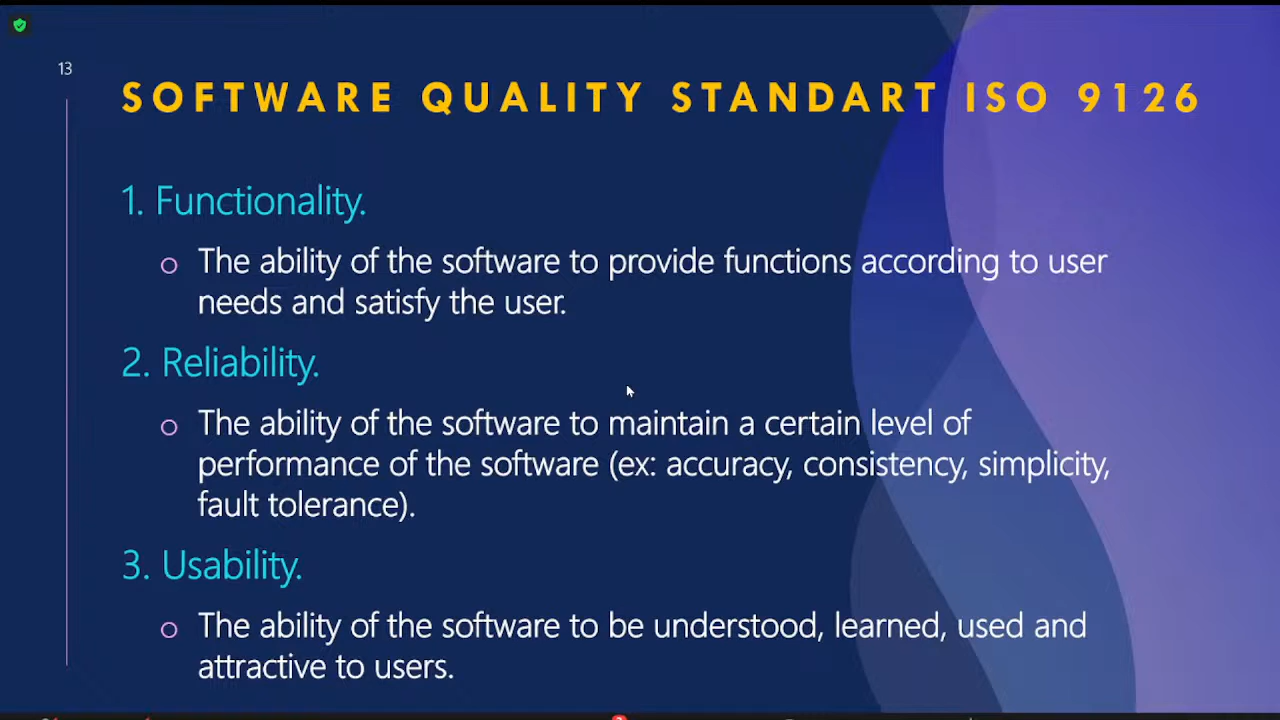 13
SOFTWARE QUALITY STANDART ISO 9126
1. Functionality.
o The ability of the software to provide functions according to user
needs and satisfy the user.
2. Reliability.
o The ability of the software to maintain a certain level of
performance of the software (ex: accuracy, consistency, simplicity,
fault tolerance).
3. Usability.
o The ability of the software to be understood, learned, used and
attractive to users.